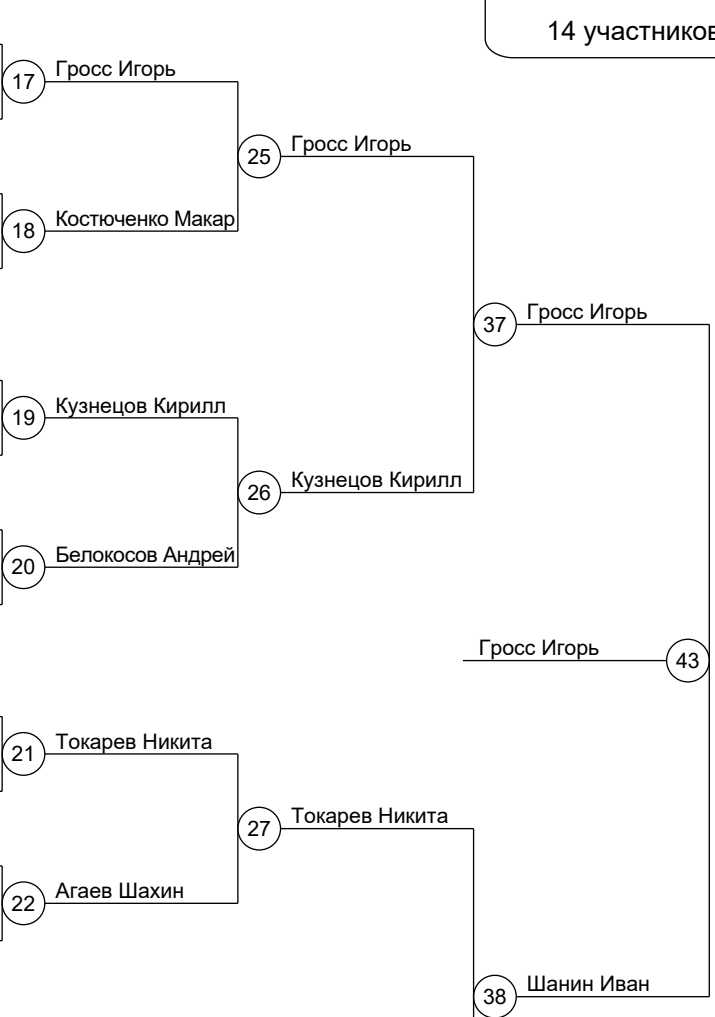 14 участников
17 Гросс Игорь
25 Гросс Игорь
18 Костюченко Макар
37 Гросс Игорь
19 Кузнецов Кирилл
26 Кузнецов Кирилл
20 Белокосов Андрей
Гросс Игорь 43
21 Токарев Никита
27 Токарев Никита
22 Агаев Шахин
38 Шанин Иван